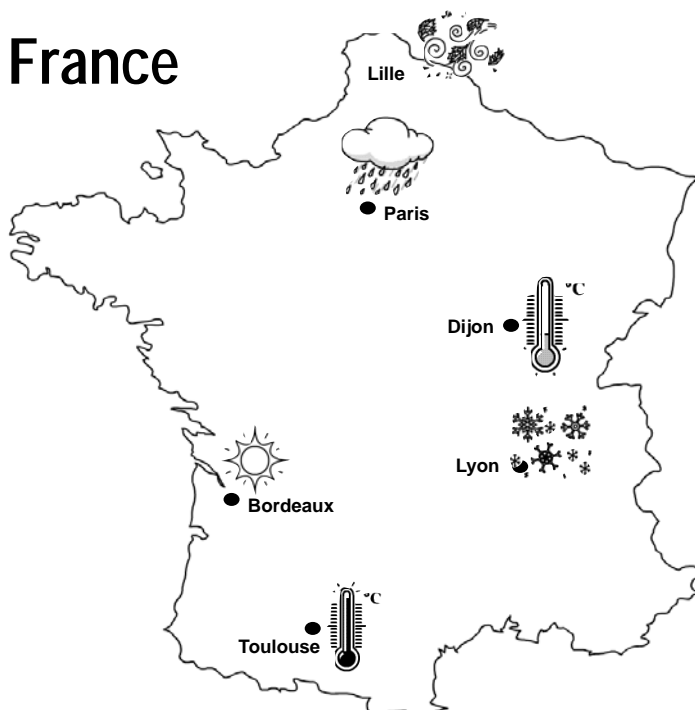 France
Lille
Paris
°C
Dijon
Lyon
Bordeaux
°C
Toulouse